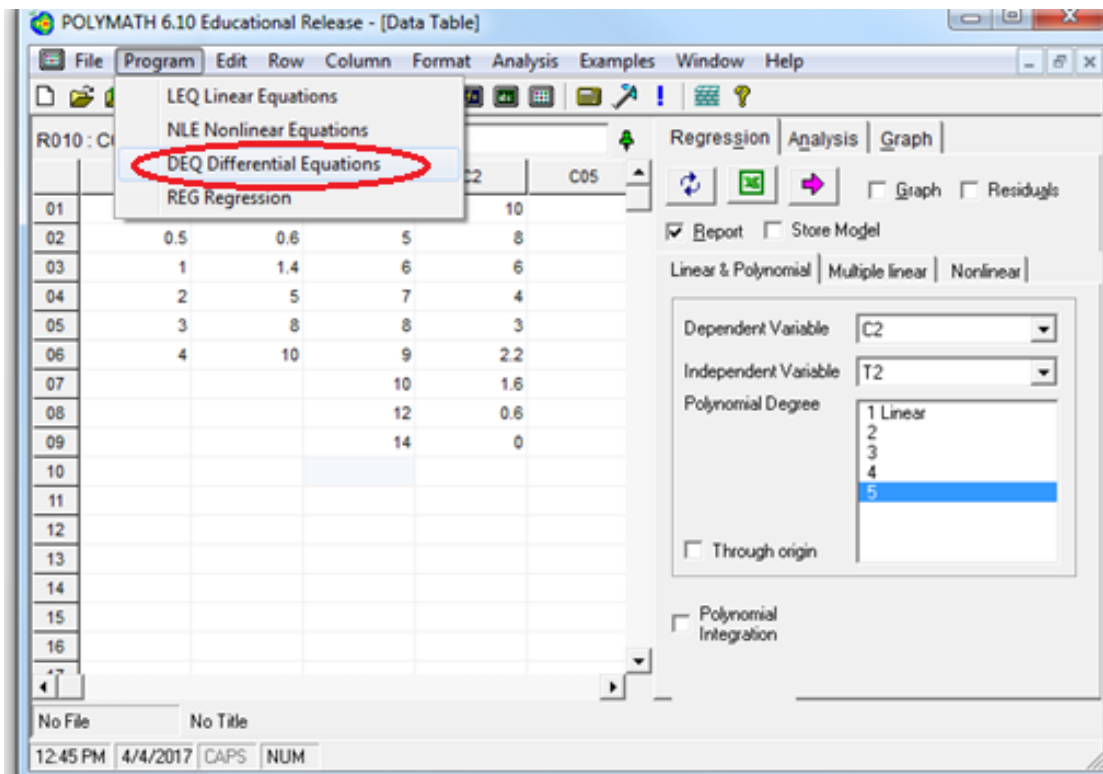 POLYMATH 6.10 Educational Release - [Data Table]
File Program Edit Row Column Format Analysis Examples Window Help
LEQ Linear Equations
NLE Nonlinear Equations
DEQ Differential Equations
REG Regression
R010 : C
C05
01 10
02 0.5 0.6 5 8
03 1 1.4 6 6
04 2 5 7 4
05 3 8 8 3
06 4 10 9 2.2
07 10 1.6
08 12 0.6
09 14 0
10
11
12
13
14
15
16
Regression Analysis Graph
Graph Residuals
Report Store Model
Linear & Polynomial Multiple linear Nonlinear
Dependent Variable C2
Independent Variable T2
Polynomial Degree
1 Linear
2
3
4
5
Through origin
Polynomial
Integration
No File No Title
12:45 PM 4/4/2017 CAPS NUM